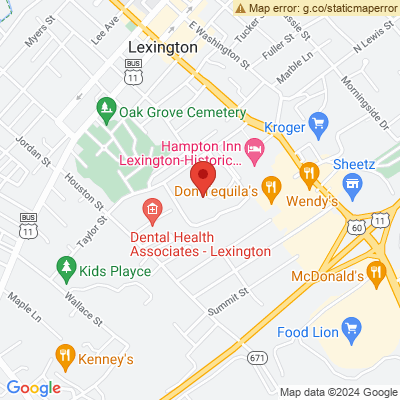 Map error: g.co/staticmaperror
Myers St
Lee Ave
Lexington
E Washington St
Tucker St
Tassie St
Fuller St
Marble Ln
N Lewis St
Morningside Dr
BUS
11
Oak Grove Cemetery
Kroger
Jordan St
Hampton Inn
Lexington-Historic...
Sheetz
Houston St
Don Tequila's
Wendy's
Taylor St
BUS
11
60
11
Dental Health
Associates - Lexington
Kids Playce
McDonald's
Wallace St
Maple Ln
Summit St
Food Lion
Kenney's
671
Google
Map data ©2024 Google